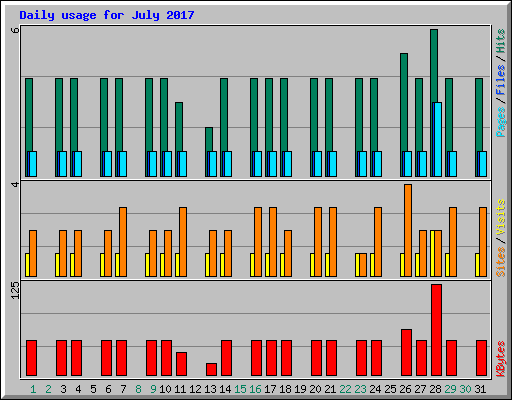 Daily usage for July 2017
6
Pages / Files / Hits
4
Sites / Visits
125
KBytes
1 2 3 4 5 6 7 8 9 10 11 12 13 14 15 16 17 18 19 20 21 22 23 24 25 26 27 28 29 30 31